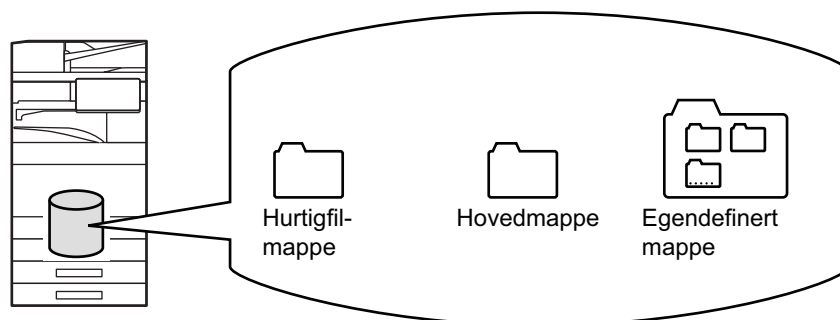 Hurtigfil-
mappe
Hovedmappe
Egendefinert
mappe